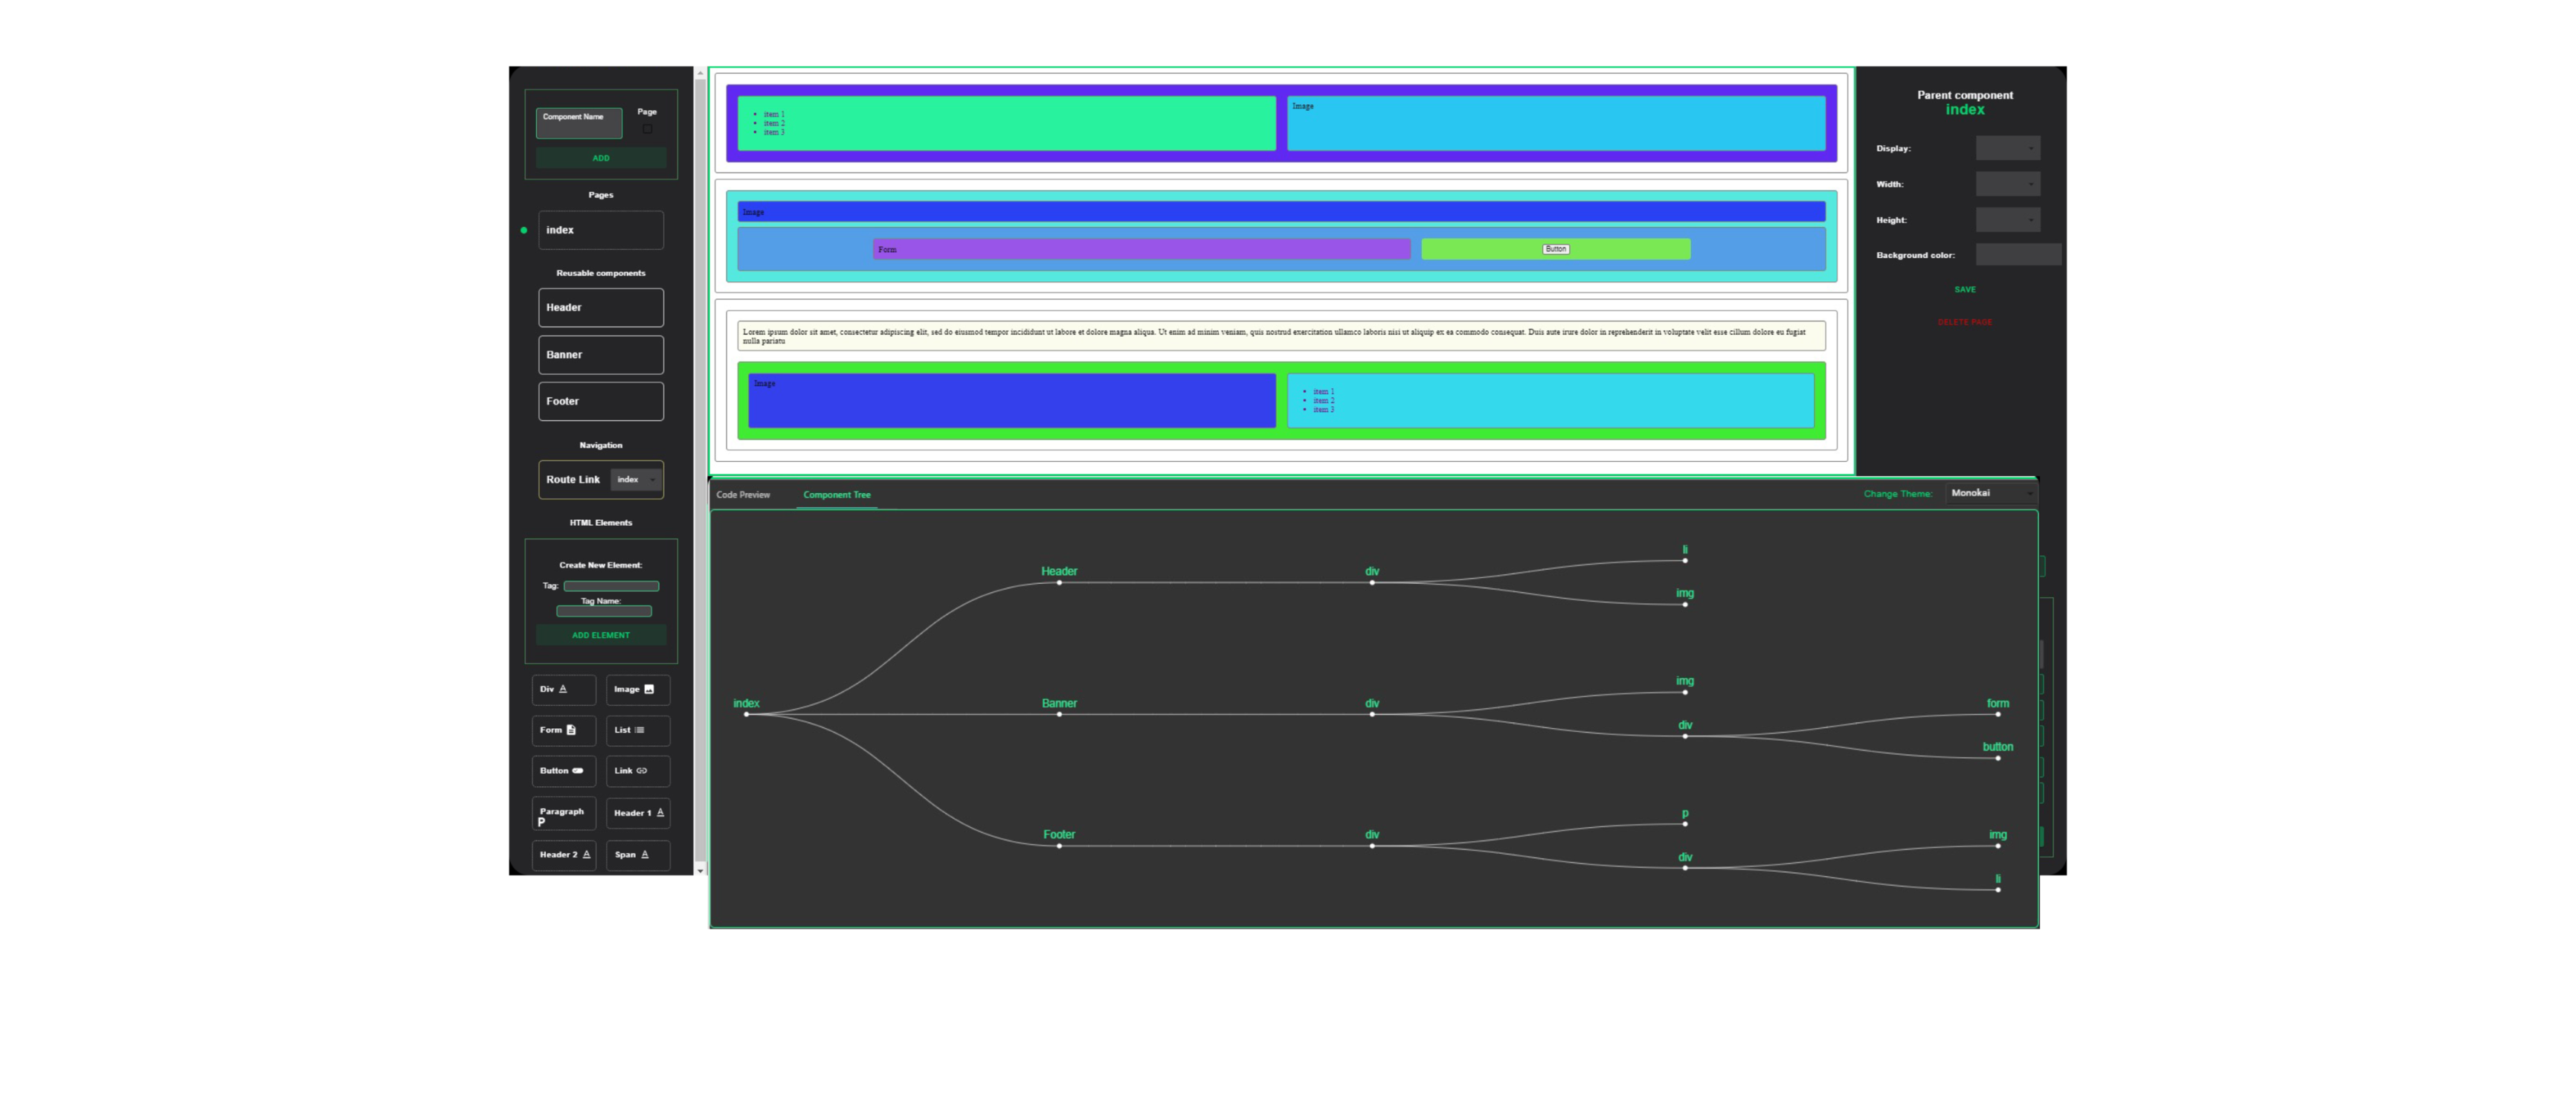 Component Name
Page
ADD
Pages
index
Reusable components
Header
Banner
Footer
Navigation
Route Link index
HTML Elements
Create New Element:
Tag:
Tag Name:
ADD ELEMENT
Div
Image
Form
List
Button
Link
Paragraph
P
Header 1
Header 2
Span
item 1
item 2
item 3
Image
Image
Form
Button
Lorem ipsum dolor sit amet, consectetur adipiscing elit, sed do eiusmod tempor incididunt ut labore et dolore magna aliqua. Ut enim ad minim veniam, quis nostrud exercitation ullamco laboris nisi ut aliquip ex ea commodo consequat. Duis aute irure dolor in reprehenderit in voluptate velit esse cillum dolore eu fugiat
nulla pariatu
Image
item 1
item 2
item 3
Parent component
index
Display:
Width:
Height:
Background color:
SAVE
DELETE PAGE
Code Preview
Component Tree
Change Theme:
Monokai
index
Header
div
li
img
Banner
div
img
div
form
button
Footer
div
p
div
img
li